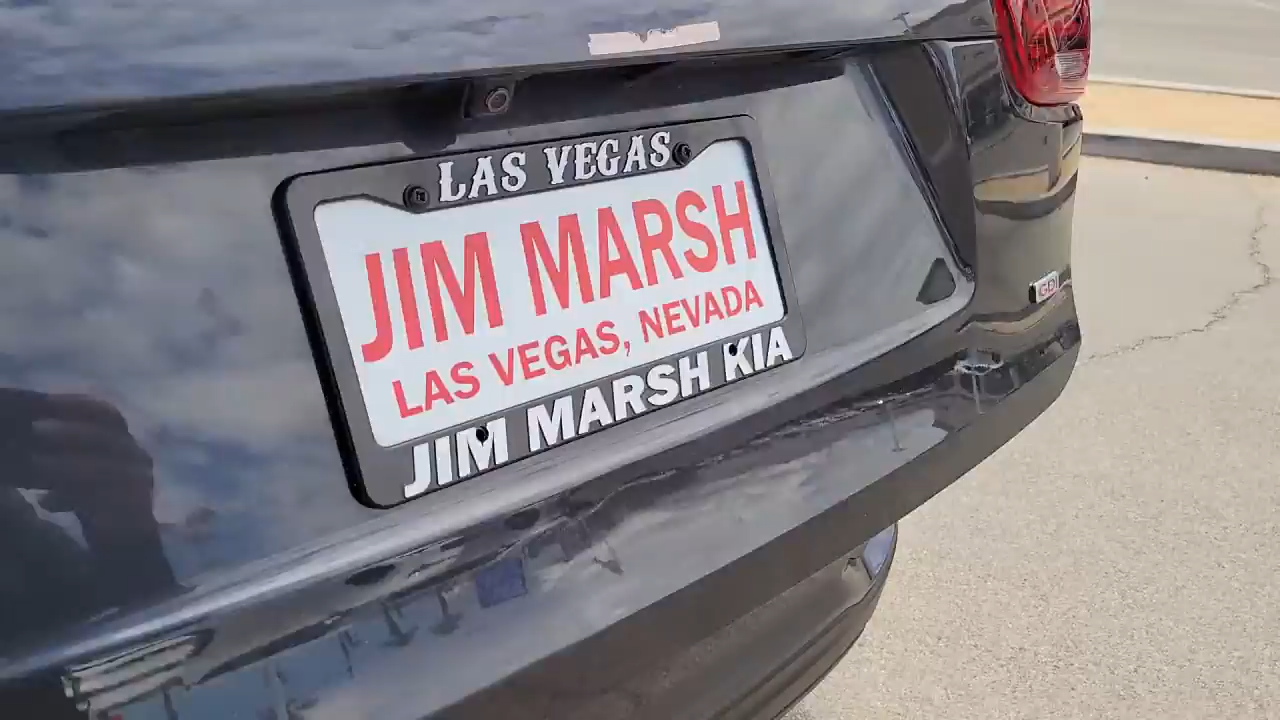 LAS VEGAS
JIM MARSH
LAS VEGAS, NEVADA
JIM MARSH KIA
GDI